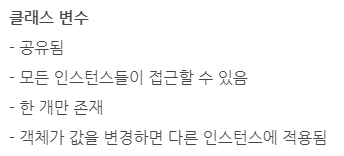 클래스 변수
- 공유됨
- 모든 인스턴스들이 접근할 수 있음
- 한 개만 존재
- 객체가 값을 변경하면 다른 인스턴스에 적용됨